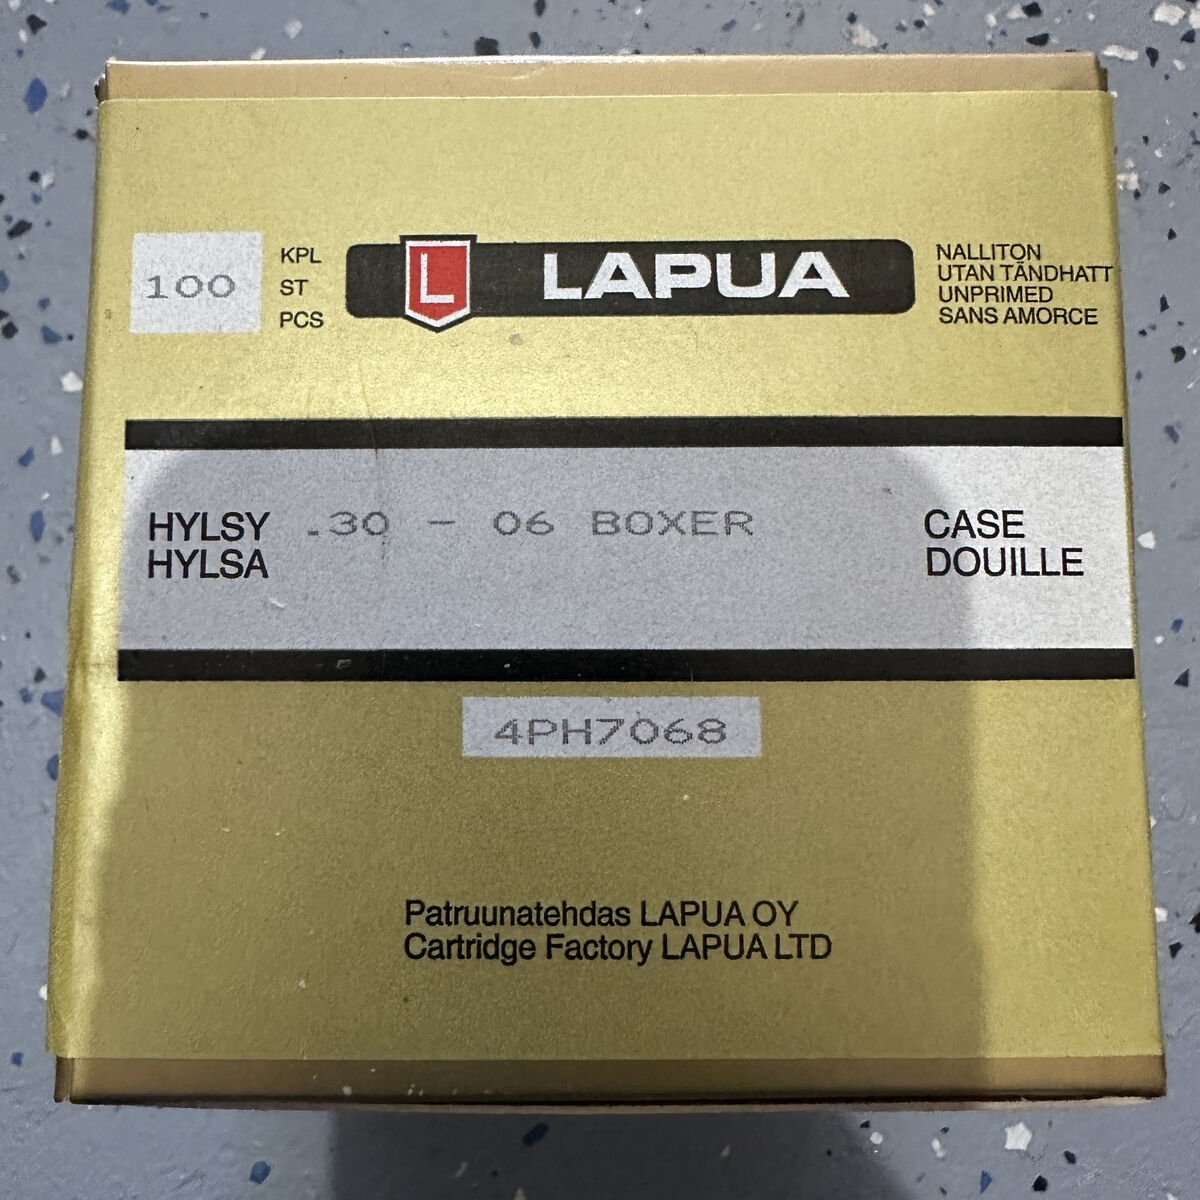 100
KPL
ST
PCS
L LAPUA
NALLITON
UTAN TÄNDHATT
UNPRIMED
SANS AMORCE
HYLSY .30 - 06 BOXER
HYLSA
CASE
DOUILLE
4PH7068
Patruunatehdas LAPUA OY
Cartridge Factory LAPUA LTD